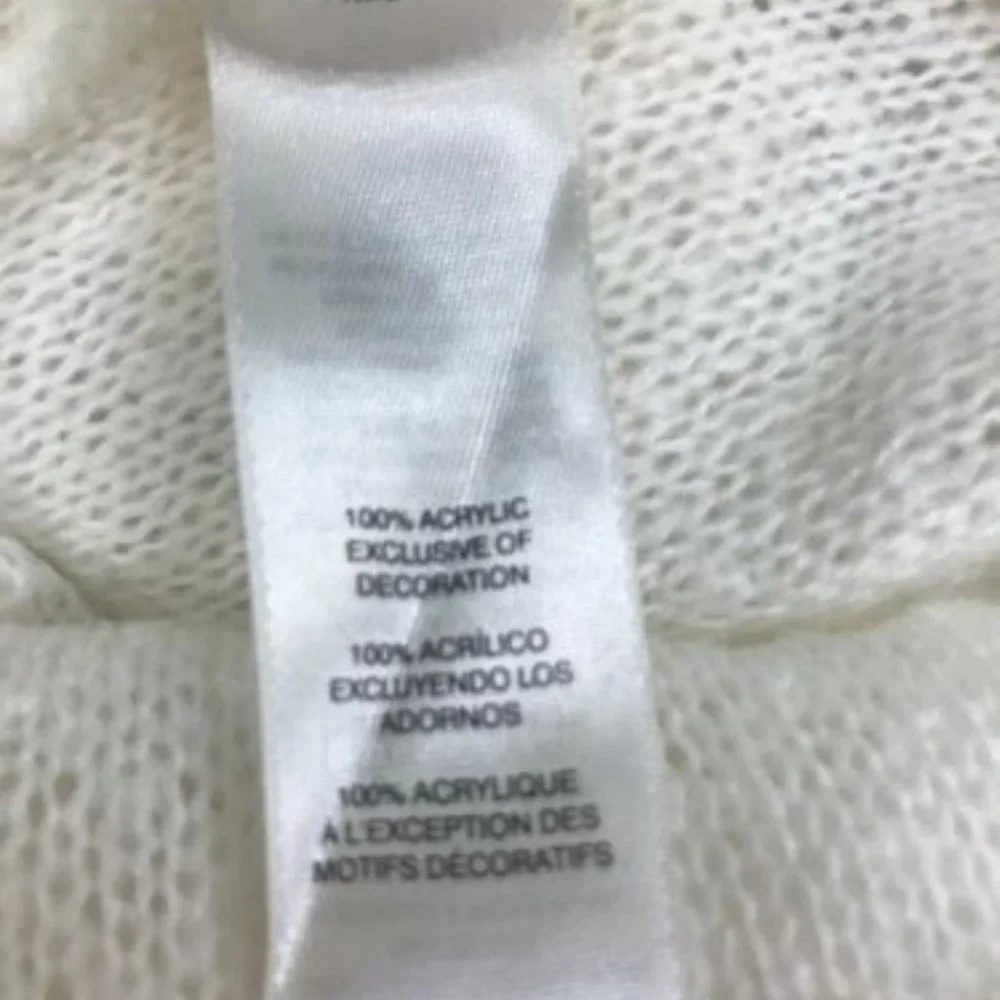 100% ACRYLIC
EXCLUSIVE OF
DECORATION
100% ACRÍLICO
EXCLUYENDO LOS
ADORNOS
100% ACRYLIQUE
A L'EXCEPTION DES
MOTIFS DÉCORATIFS